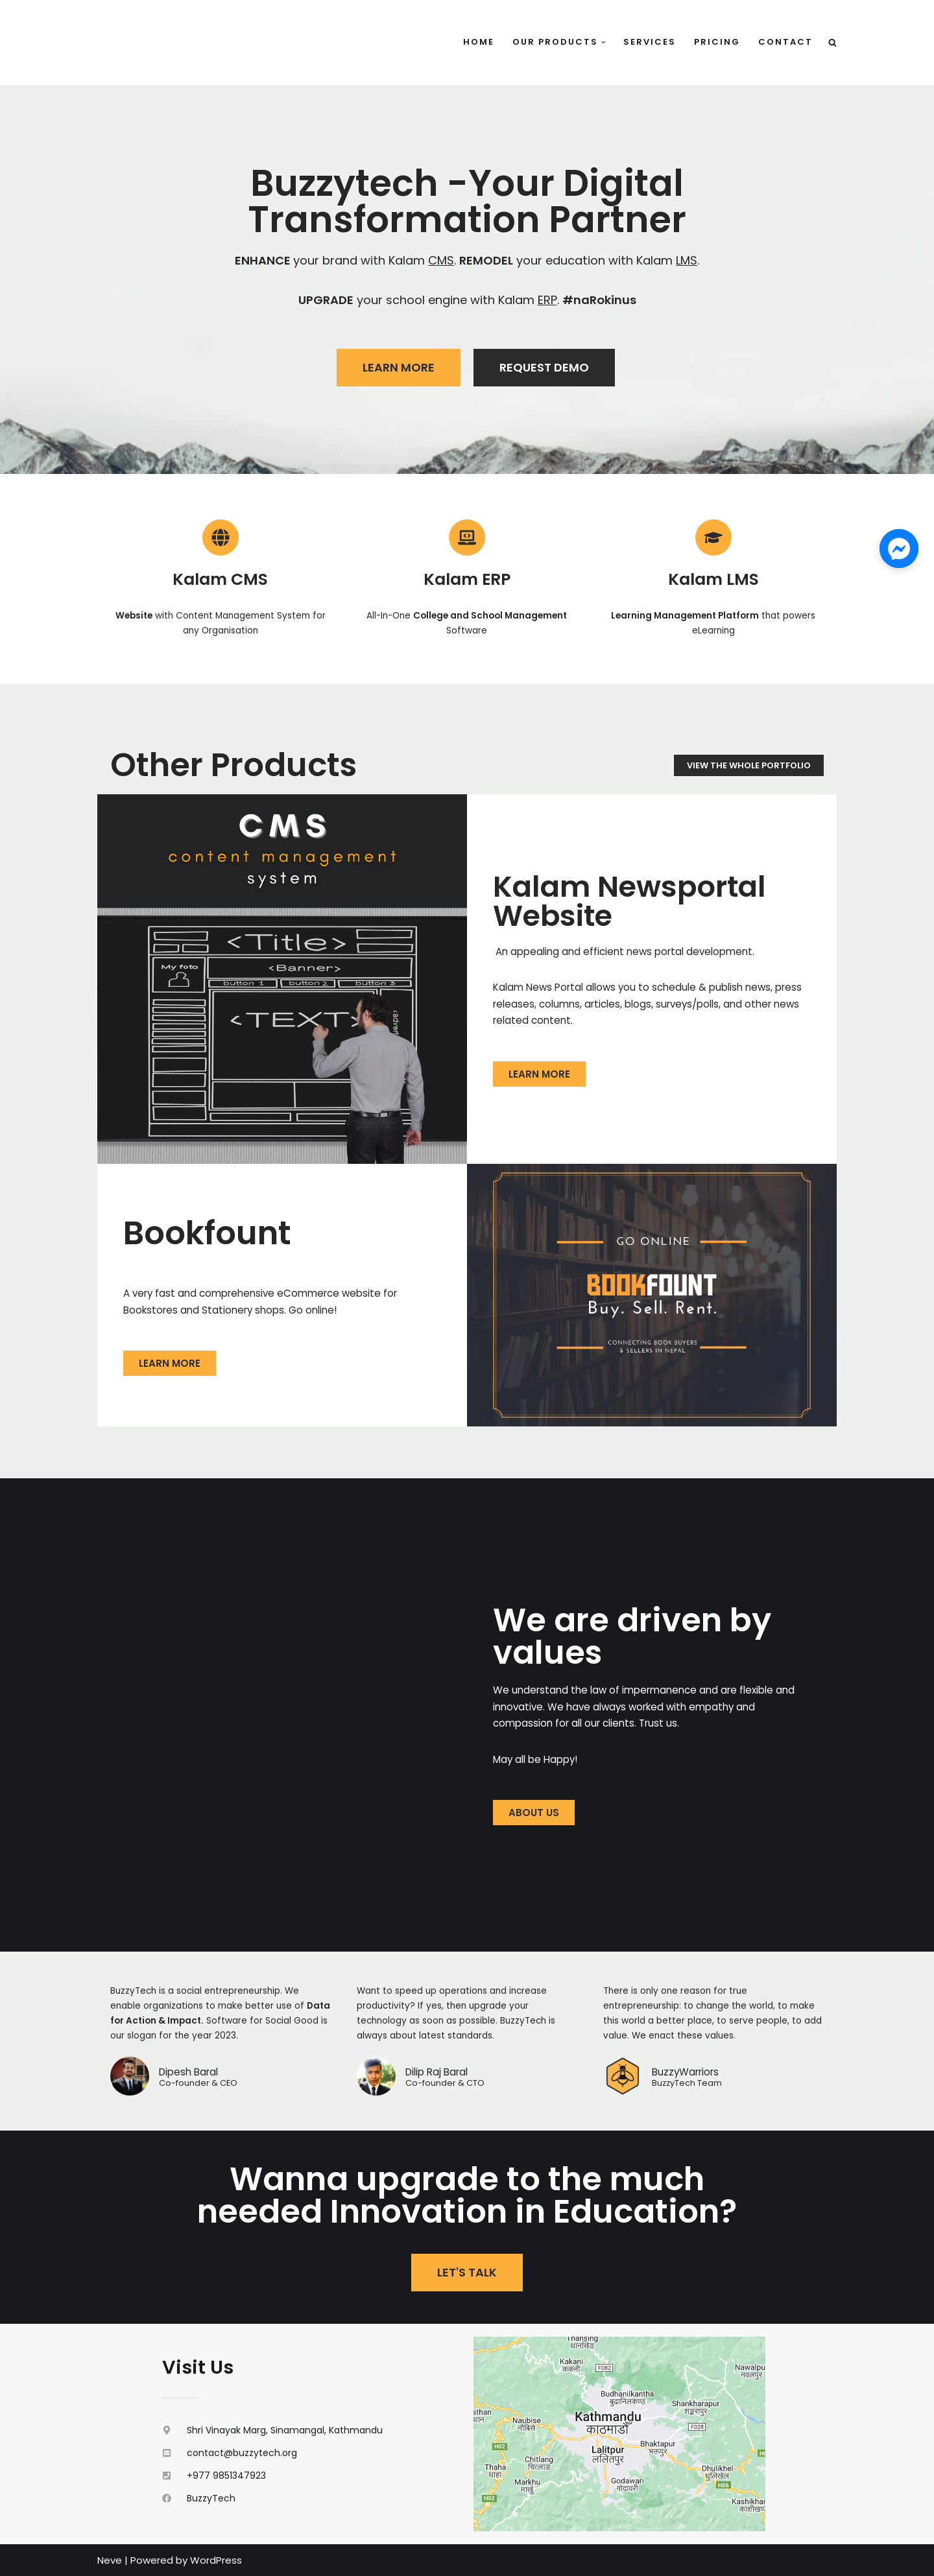 HOME OUR PRODUCTS SERVICES PRICING CONTACT
Buzzytech -Your Digital
Transformation Partner
ENHANCE your brand with Kalam CMS. REMODEL your education with Kalam LMS.
UPGRADE your school engine with Kalam ERP. #naRokinus
LEARN MORE REQUEST DEMO
Kalam CMS
Website with Content Management System for
any Organisation
Kalam ERP
All-In-One College and School Management
Software
Kalam LMS
Learning Management Platform that powers
eLearning
Other Products
VIEW THE WHOLE PORTFOLIO
CMS
content management
system
<Title>
My foto
<Banner>
button 1 button 2 button 3
<TEXT>
<advert
Kalam Newsportal
Website
An appealing and efficient news portal development.
Kalam News Portal allows you to schedule & publish news, press
releases, columns, articles, blogs, surveys/polls, and other news
related content.
LEARN MORE
Bookfount
A very fast and comprehensive eCommerce website for
Bookstores and Stationery shops. Go online!
LEARN MORE
GO ONLINE
BOOKFOUNT
Buy. Sell. Rent.
CONNECTING BOOK BUYERS
& SELLERS IN NEPAL
We are driven by
values
We understand the law of impermanence and are flexible and
innovative. We have always worked with empathy and
compassion for all our clients. Trust us.
May all be Happy!
ABOUT US
BuzzyTech is a social entrepreneurship. We
enable organizations to make better use of Data
for Action & Impact. Software for Social Good is
our slogan for the year 2023.
Dipesh Baral
Co-founder & CEO
Want to speed up operations and increase
productivity? If yes, then upgrade your
technology as soon as possible. BuzzyTech is
always about latest standards.
Dilip Raj Baral
Co-founder & CTO
There is only one reason for true
entrepreneurship: to change the world, to make
this world a better place, to serve people, to add
value. We enact these values.
BuzzyWarriors
BuzzyTech Team
Wanna upgrade to the much
needed Innovation in Education?
LET'S TALK
Visit Us
Shri Vinayak Marg, Sinamangal, Kathmandu
contact@buzzytech.org
+977 9851347923
BuzzyTech
Thansing
थानसिङ
Kakani
ककनी
F082
Nawalpur
नवलपुर
Budhanilkantha
बुढानिलकण्ठ
Shankharapur
शङ्खरापुर
Kathmandu
काठमाडौँ
Naubise
नौबिसे
F028
H02
Lalitpur
ललितपुर
Bhaktapur
भक्तपुर
Chitlang
चित्लाङ
Thaha
थाहा
Dhulikhel
धुलिखेल
Godawari
गोदावरी
Markhu
मार्खु
H06
H02
Kashikhan
Neve | Powered by WordPress